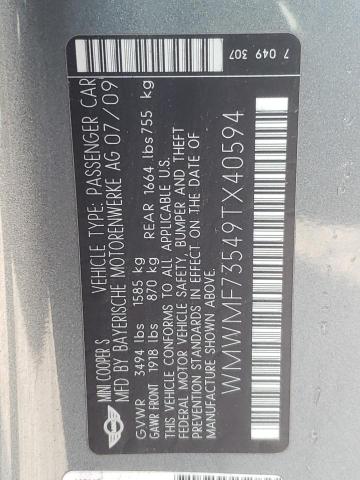 7 049 307
MINI COOPER S VEHICLE TYPE: PASSENGER CAR
MFD BY BAYERISCHE MOTORENWERKE AG 07/09
GVWR 3494 lbs 1585 kg
GAWR FRONT 1918 lbs 870 kg REAR 1664 lbs 755 kg
THIS VEHICLE CONFORMS TO ALL APPLICABLE U.S.
FEDERAL MOTOR VEHICLE SAFETY, BUMPER, AND THEFT
PREVENTION STANDARDS IN EFFECT ON THE DATE OF
MANUFACTURE SHOWN ABOVE.
WMWMF73549TX40594